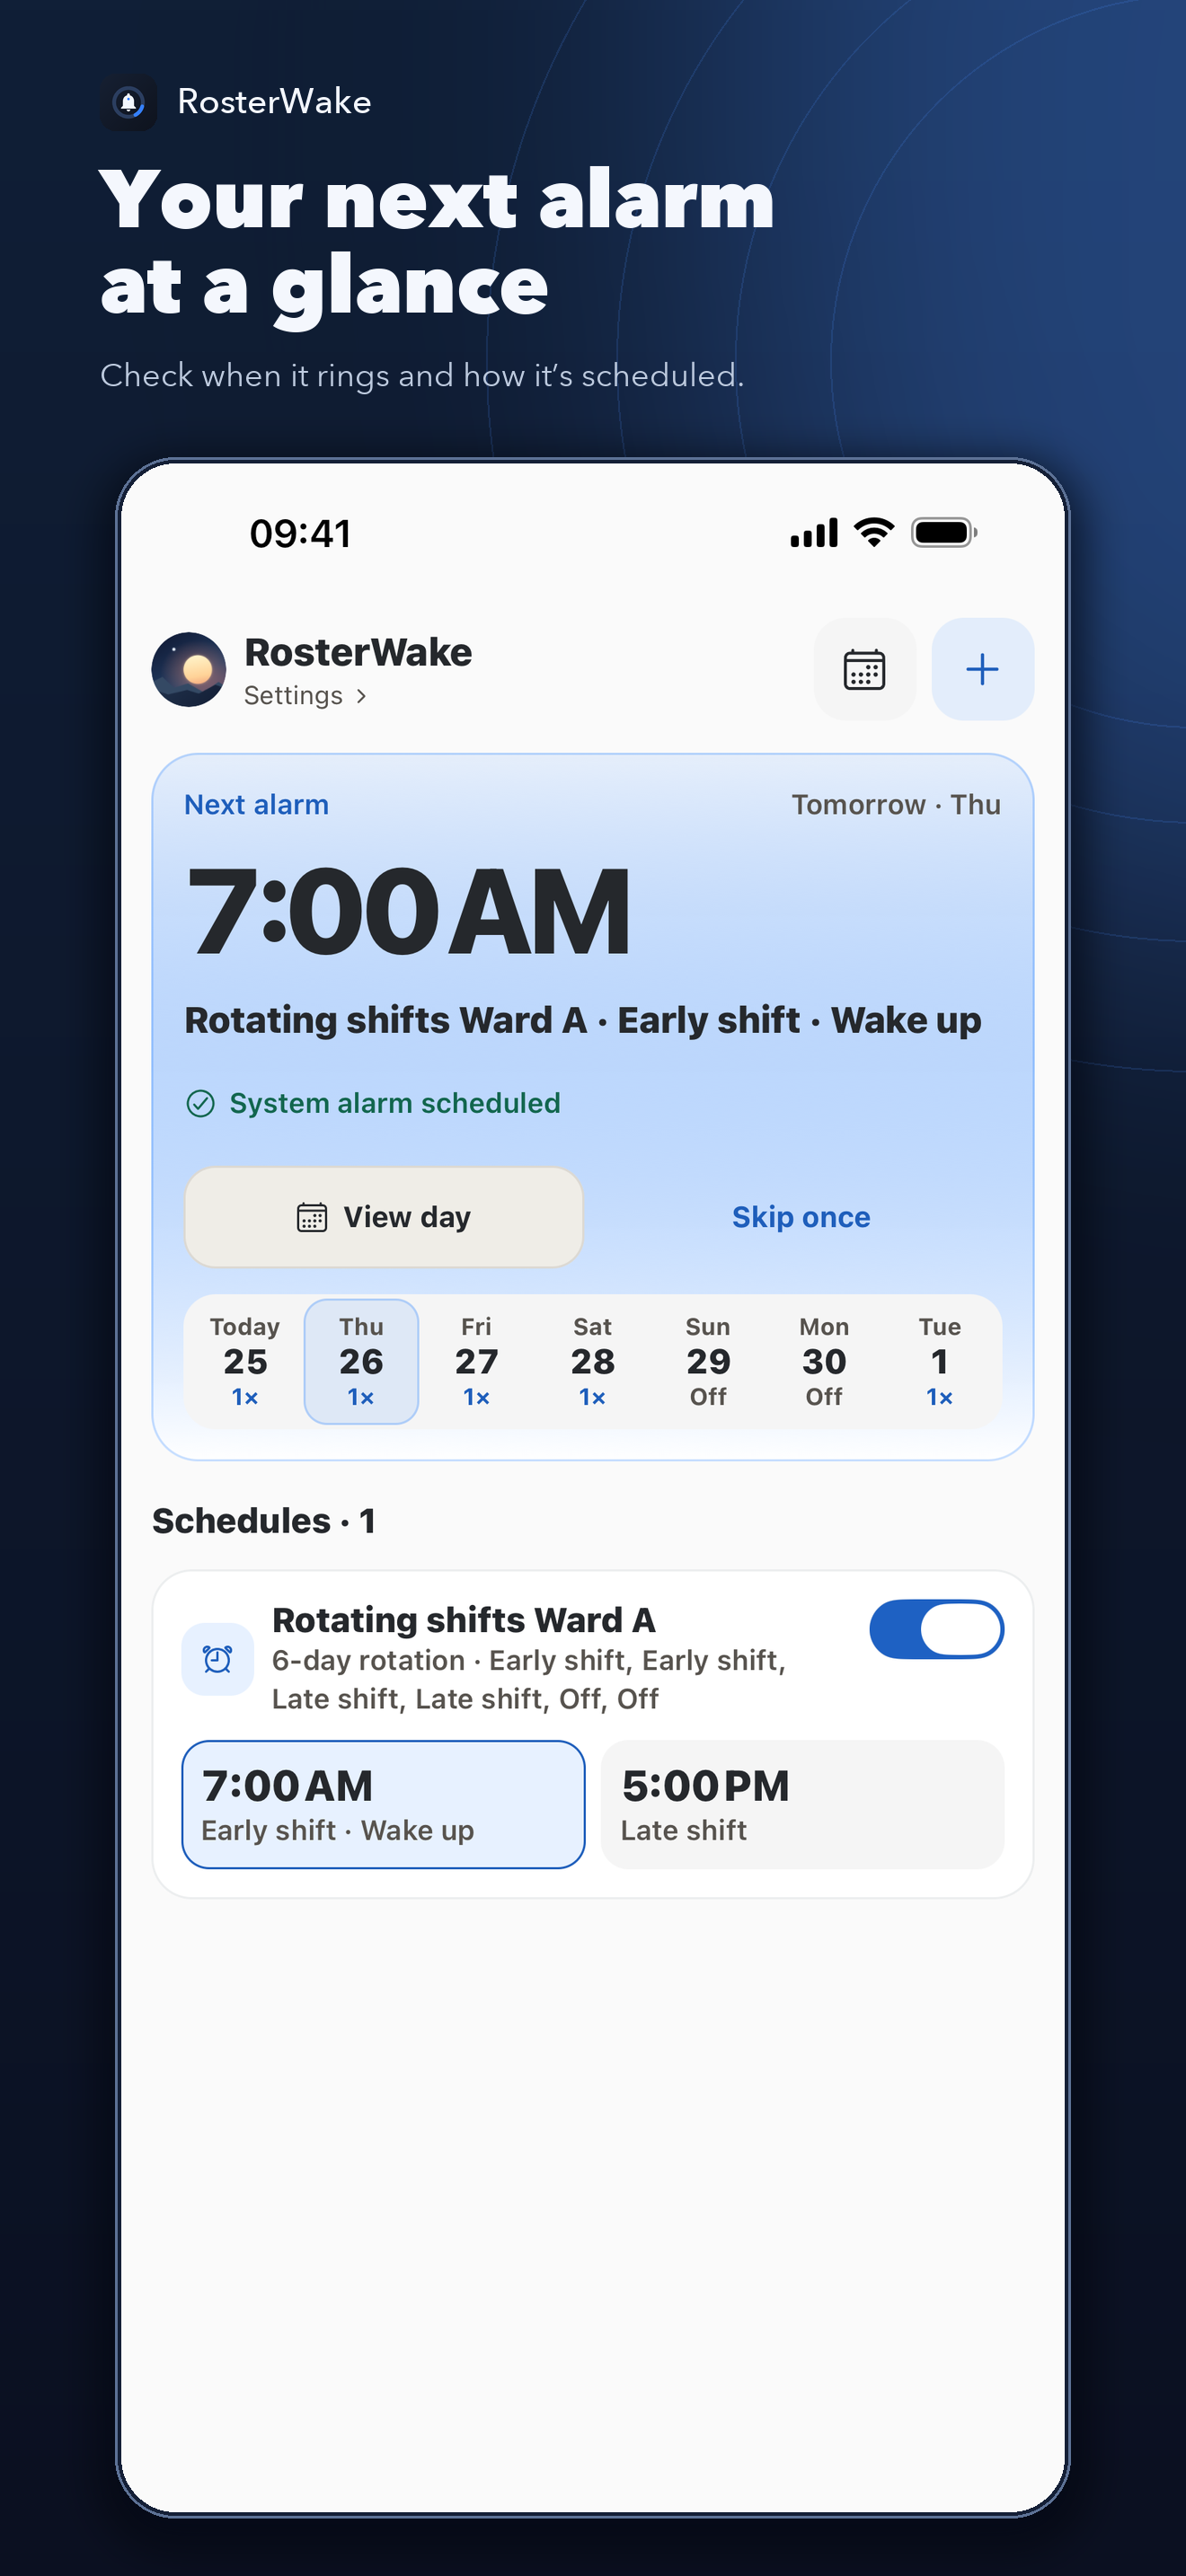 RosterWake
Your next alarm
at a glance
Check when it rings and how it’s scheduled.
09:41
RosterWake
Settings >
Next alarm
Tomorrow · Thu
7:00 AM
Rotating shifts Ward A · Early shift · Wake up
System alarm scheduled
View day
Skip once
Today Thu Fri Sat Sun Mon Tue
25 26 27 28 29 30 1
1× 1× 1× 1× Off Off 1×
Schedules · 1
Rotating shifts Ward A
6-day rotation · Early shift, Early shift,
Late shift, Late shift, Off, Off
7:00 AM
Early shift · Wake up
5:00 PM
Late shift